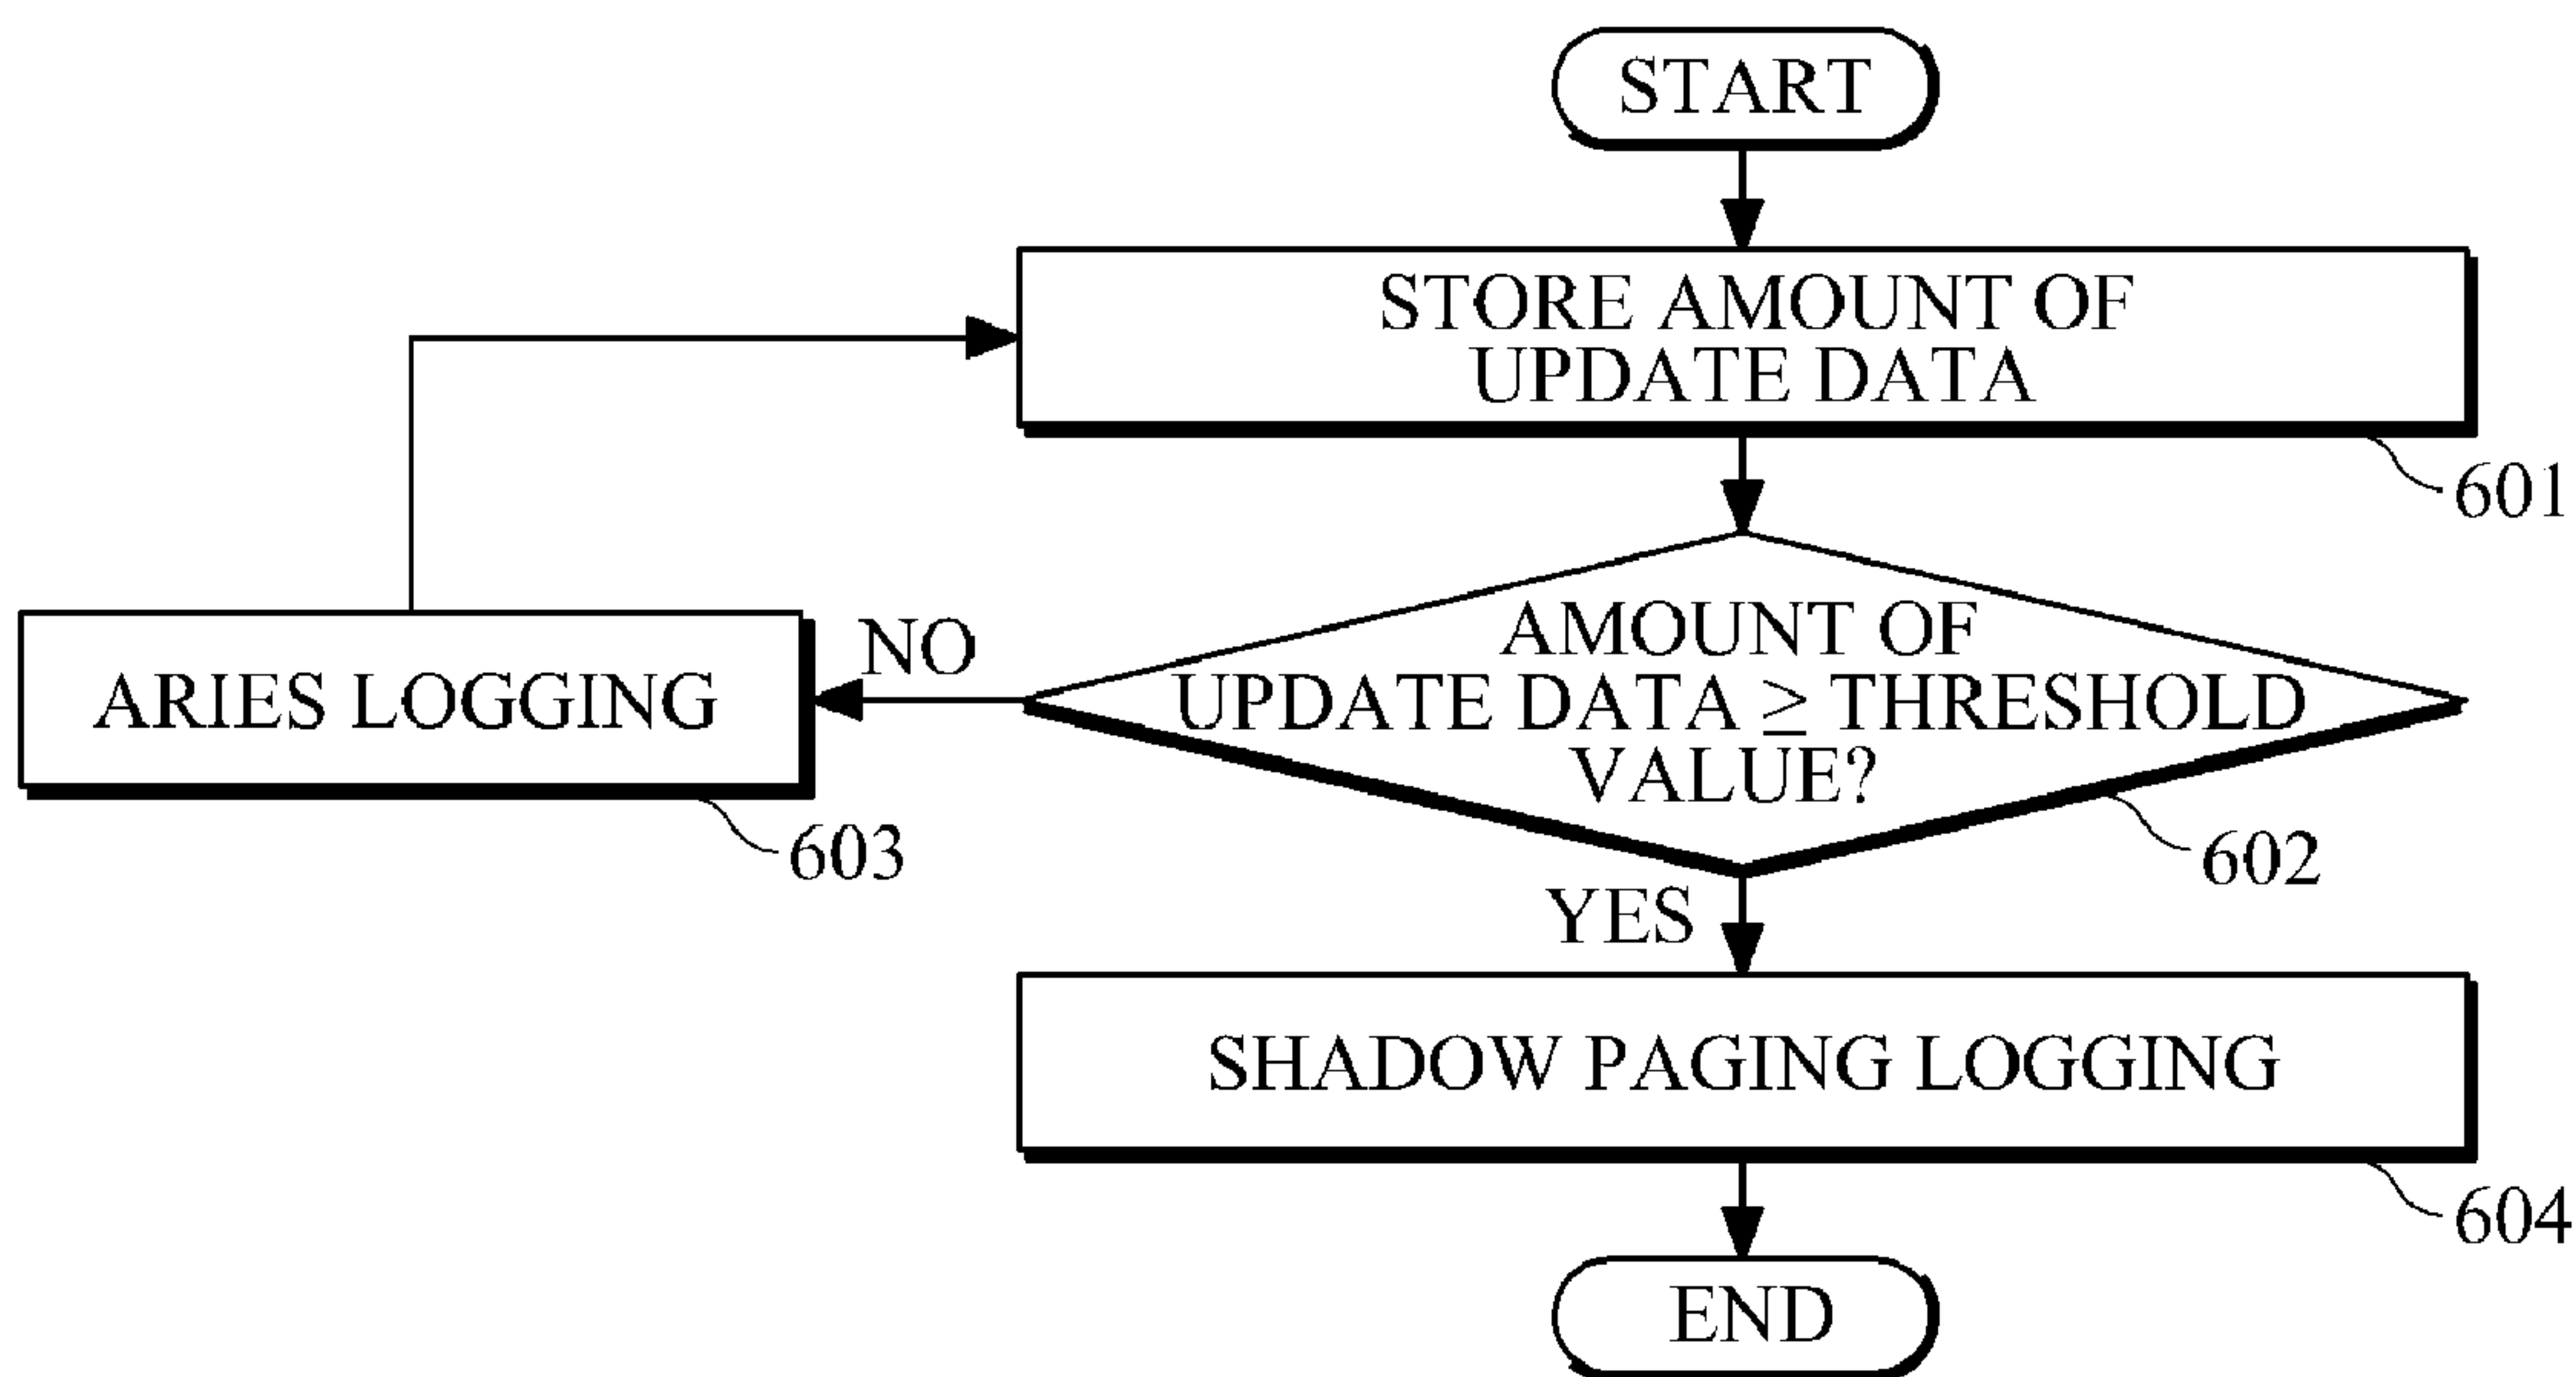 START
STORE AMOUNT OF
UPDATE DATA
601
AMOUNT OF
UPDATE DATA ≥ THRESHOLD
VALUE?
602
NO
ARIES LOGGING
603
YES
SHADOW PAGING LOGGING
604
END